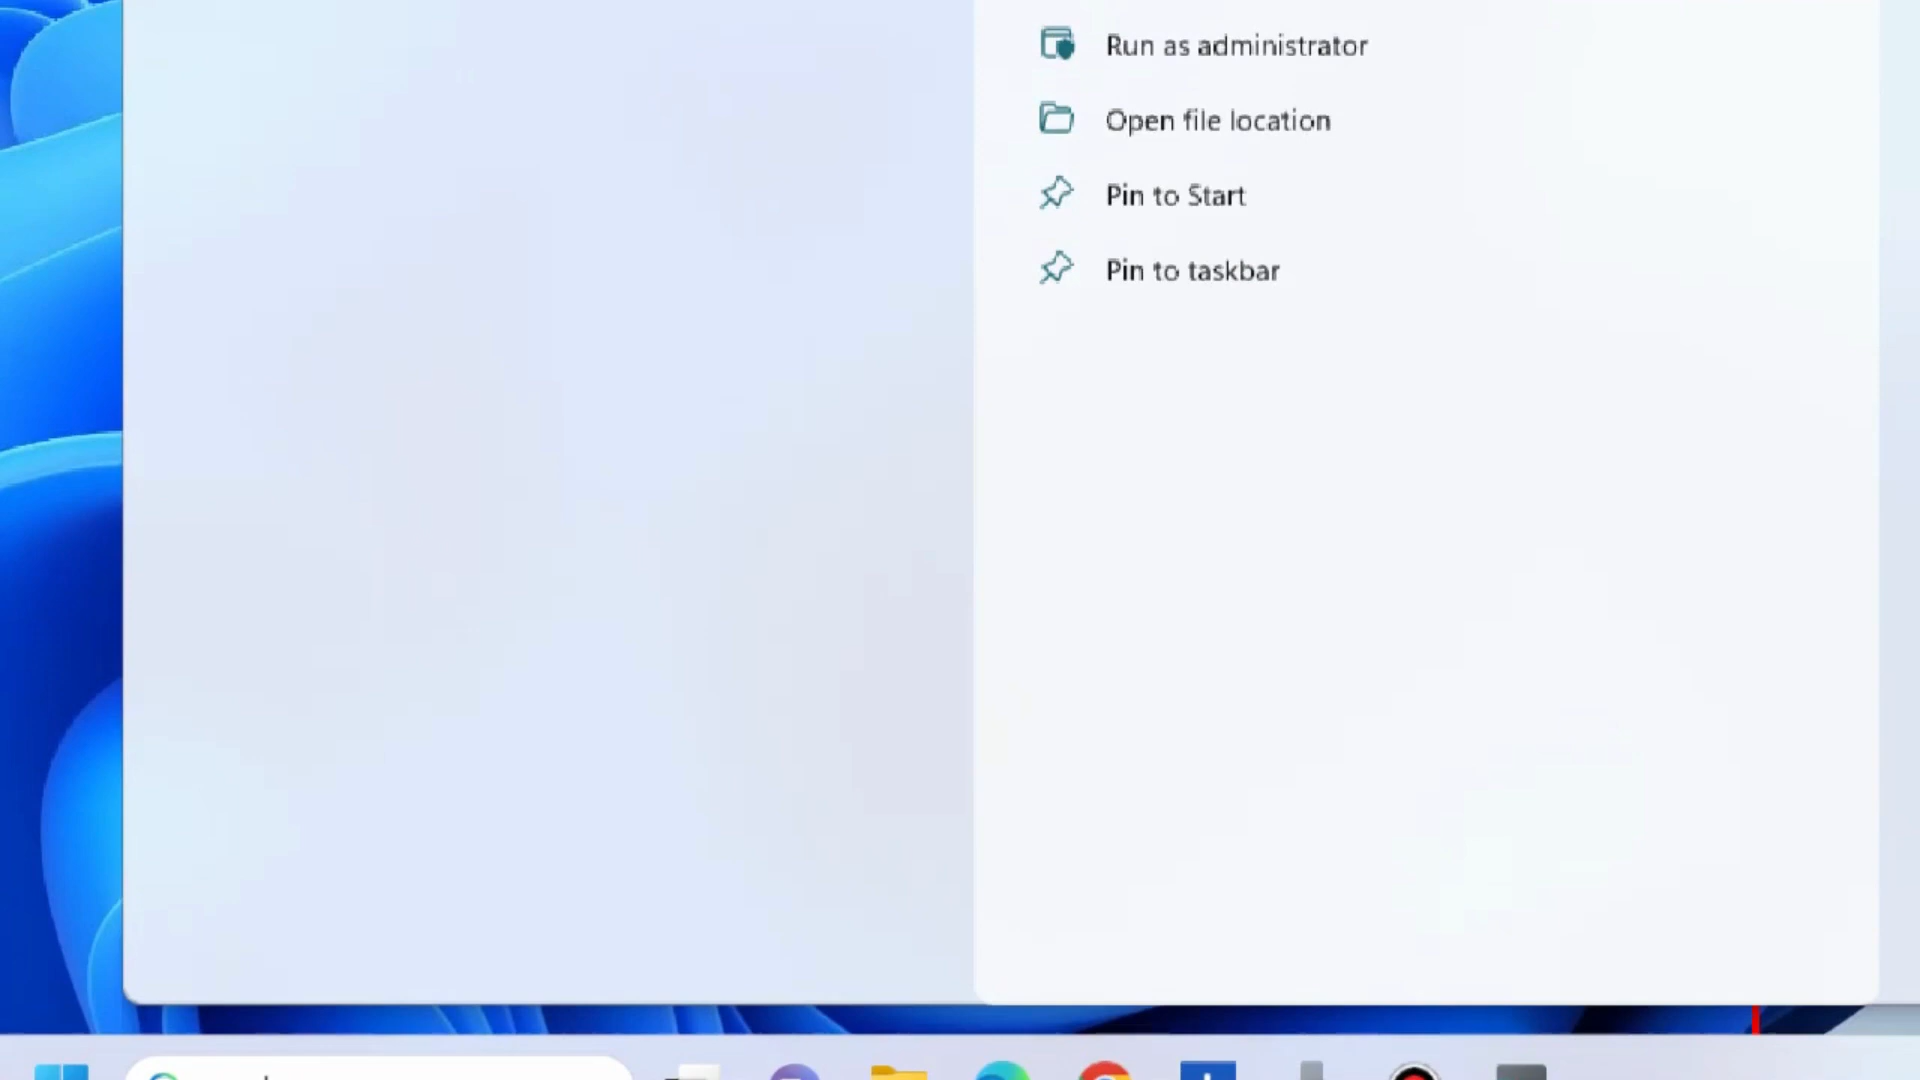 Run as administrator
Open file location
Pin to Start
Pin to taskbar